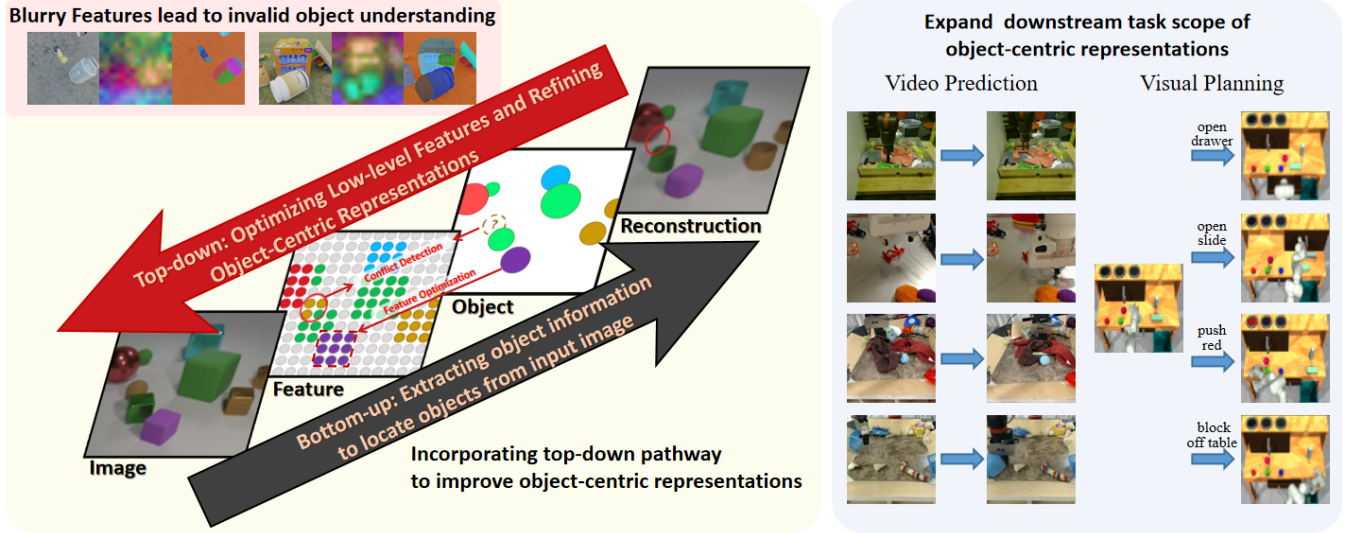 Blurry Features lead to invalid object understanding
Top-down: Optimizing Low-level Features and Refining
Object-Centric Representations
Reconstruction
?
Conflict Detection
Feature Optimization
Object
Feature
Image
Bottom-up: Extracting object information
to locate objects from input image
Incorporating top-down pathway
to improve object-centric representations
Expand downstream task scope of
object-centric representations
Video Prediction
Visual Planning
open
drawer
open
slide
push
red
block
off table